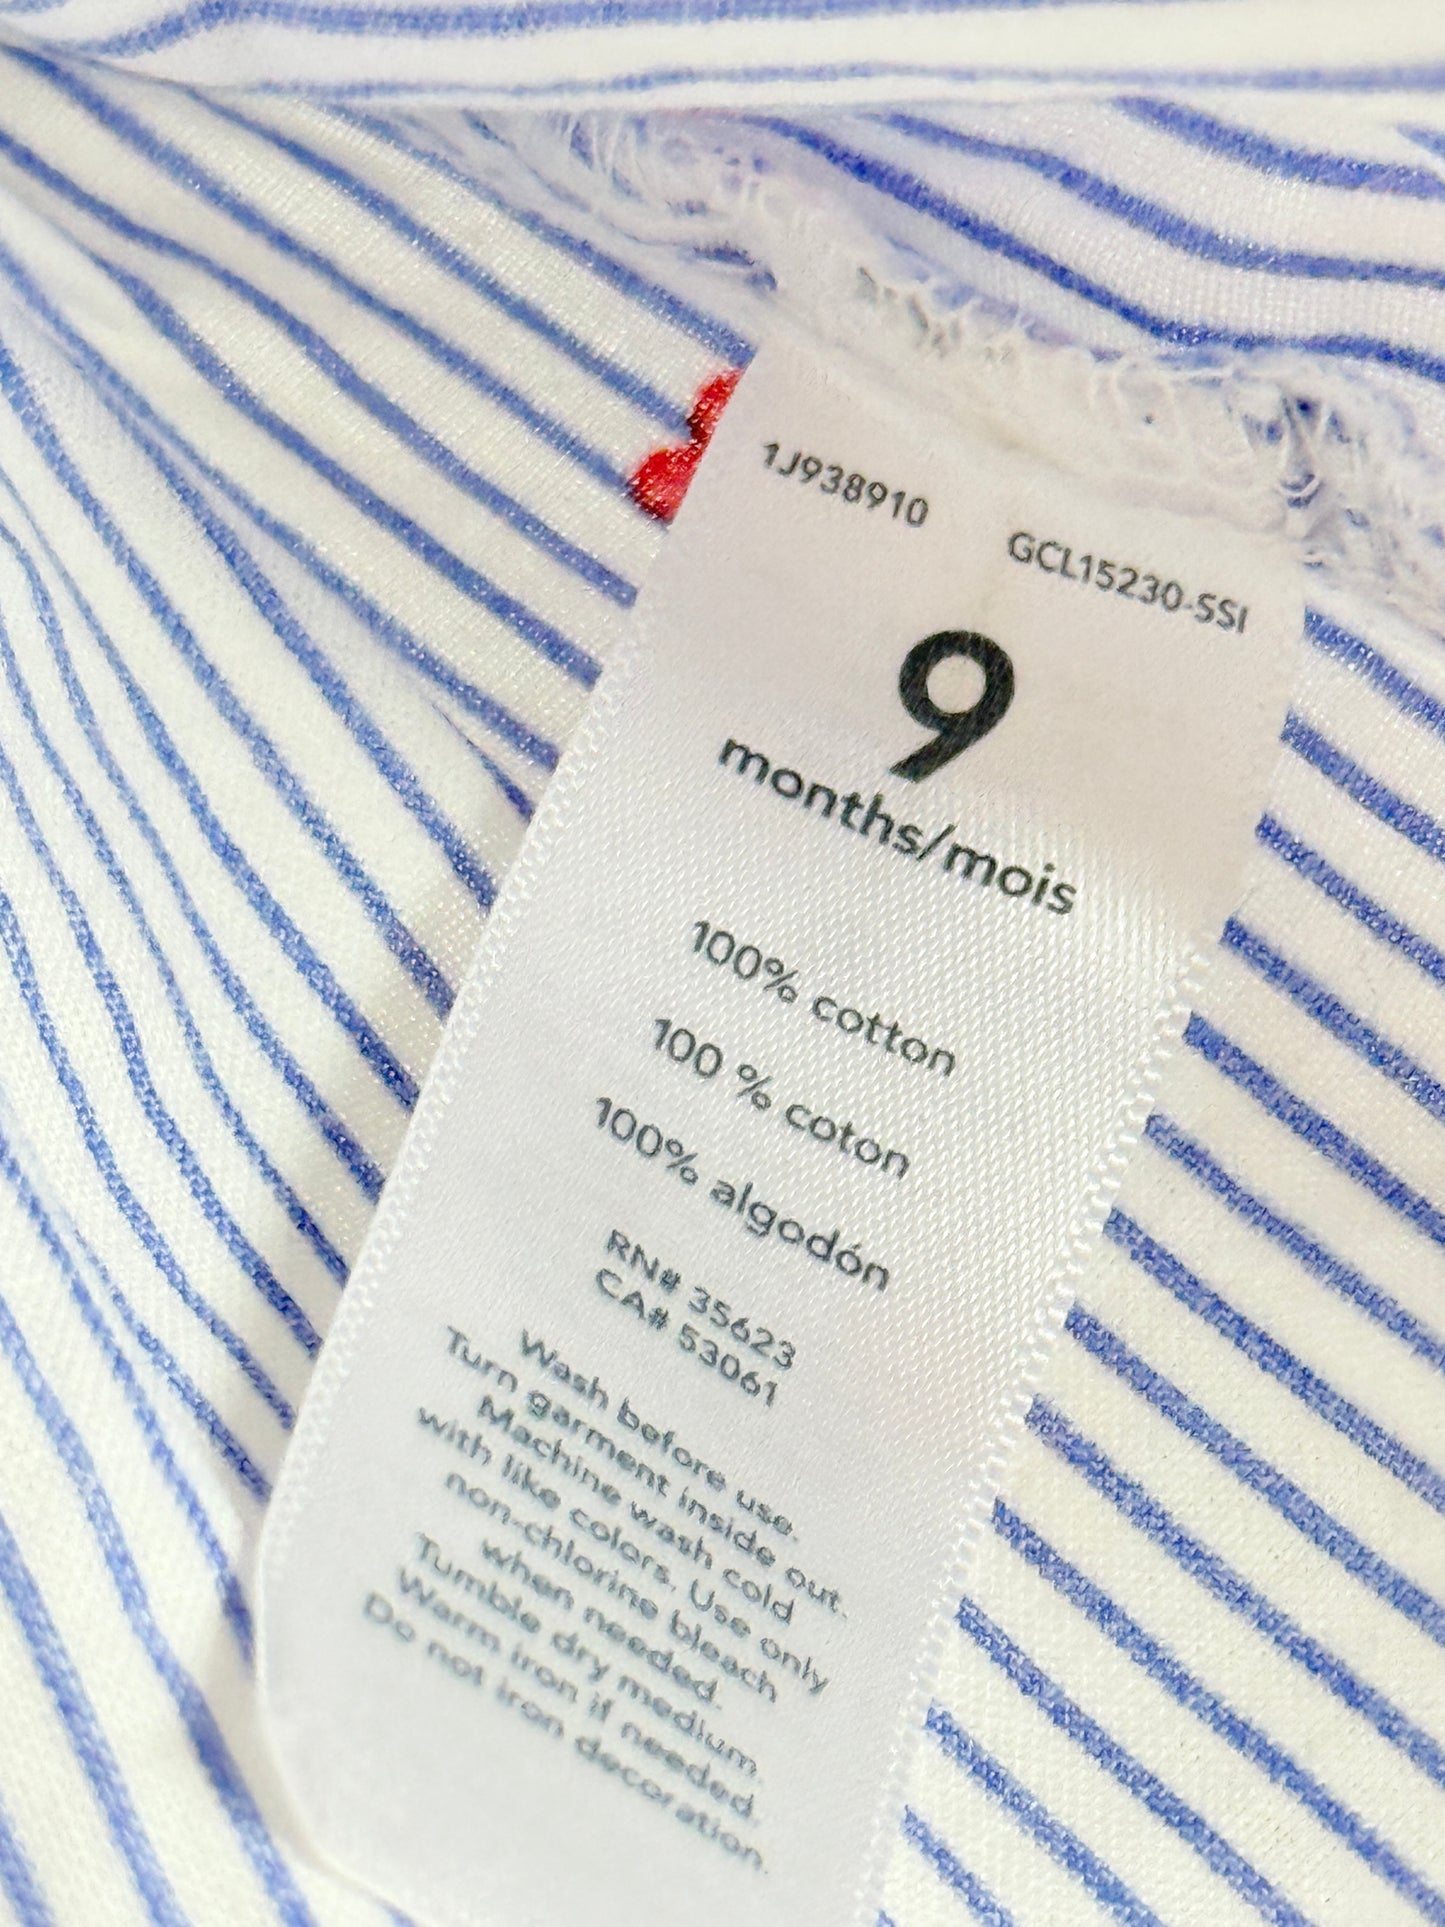 1J938910 GCL15230-SSI
9
months/mois
100% cotton
100 % coton
100% algodón
RN# 35623
CA# 53061
Wash before use.
Turn garment inside out.
Machine wash cold
with like colors. Use only
non-chlorine bleach
when needed.
Tumble dry medium.
Warm iron if needed.
Do not iron decoration.